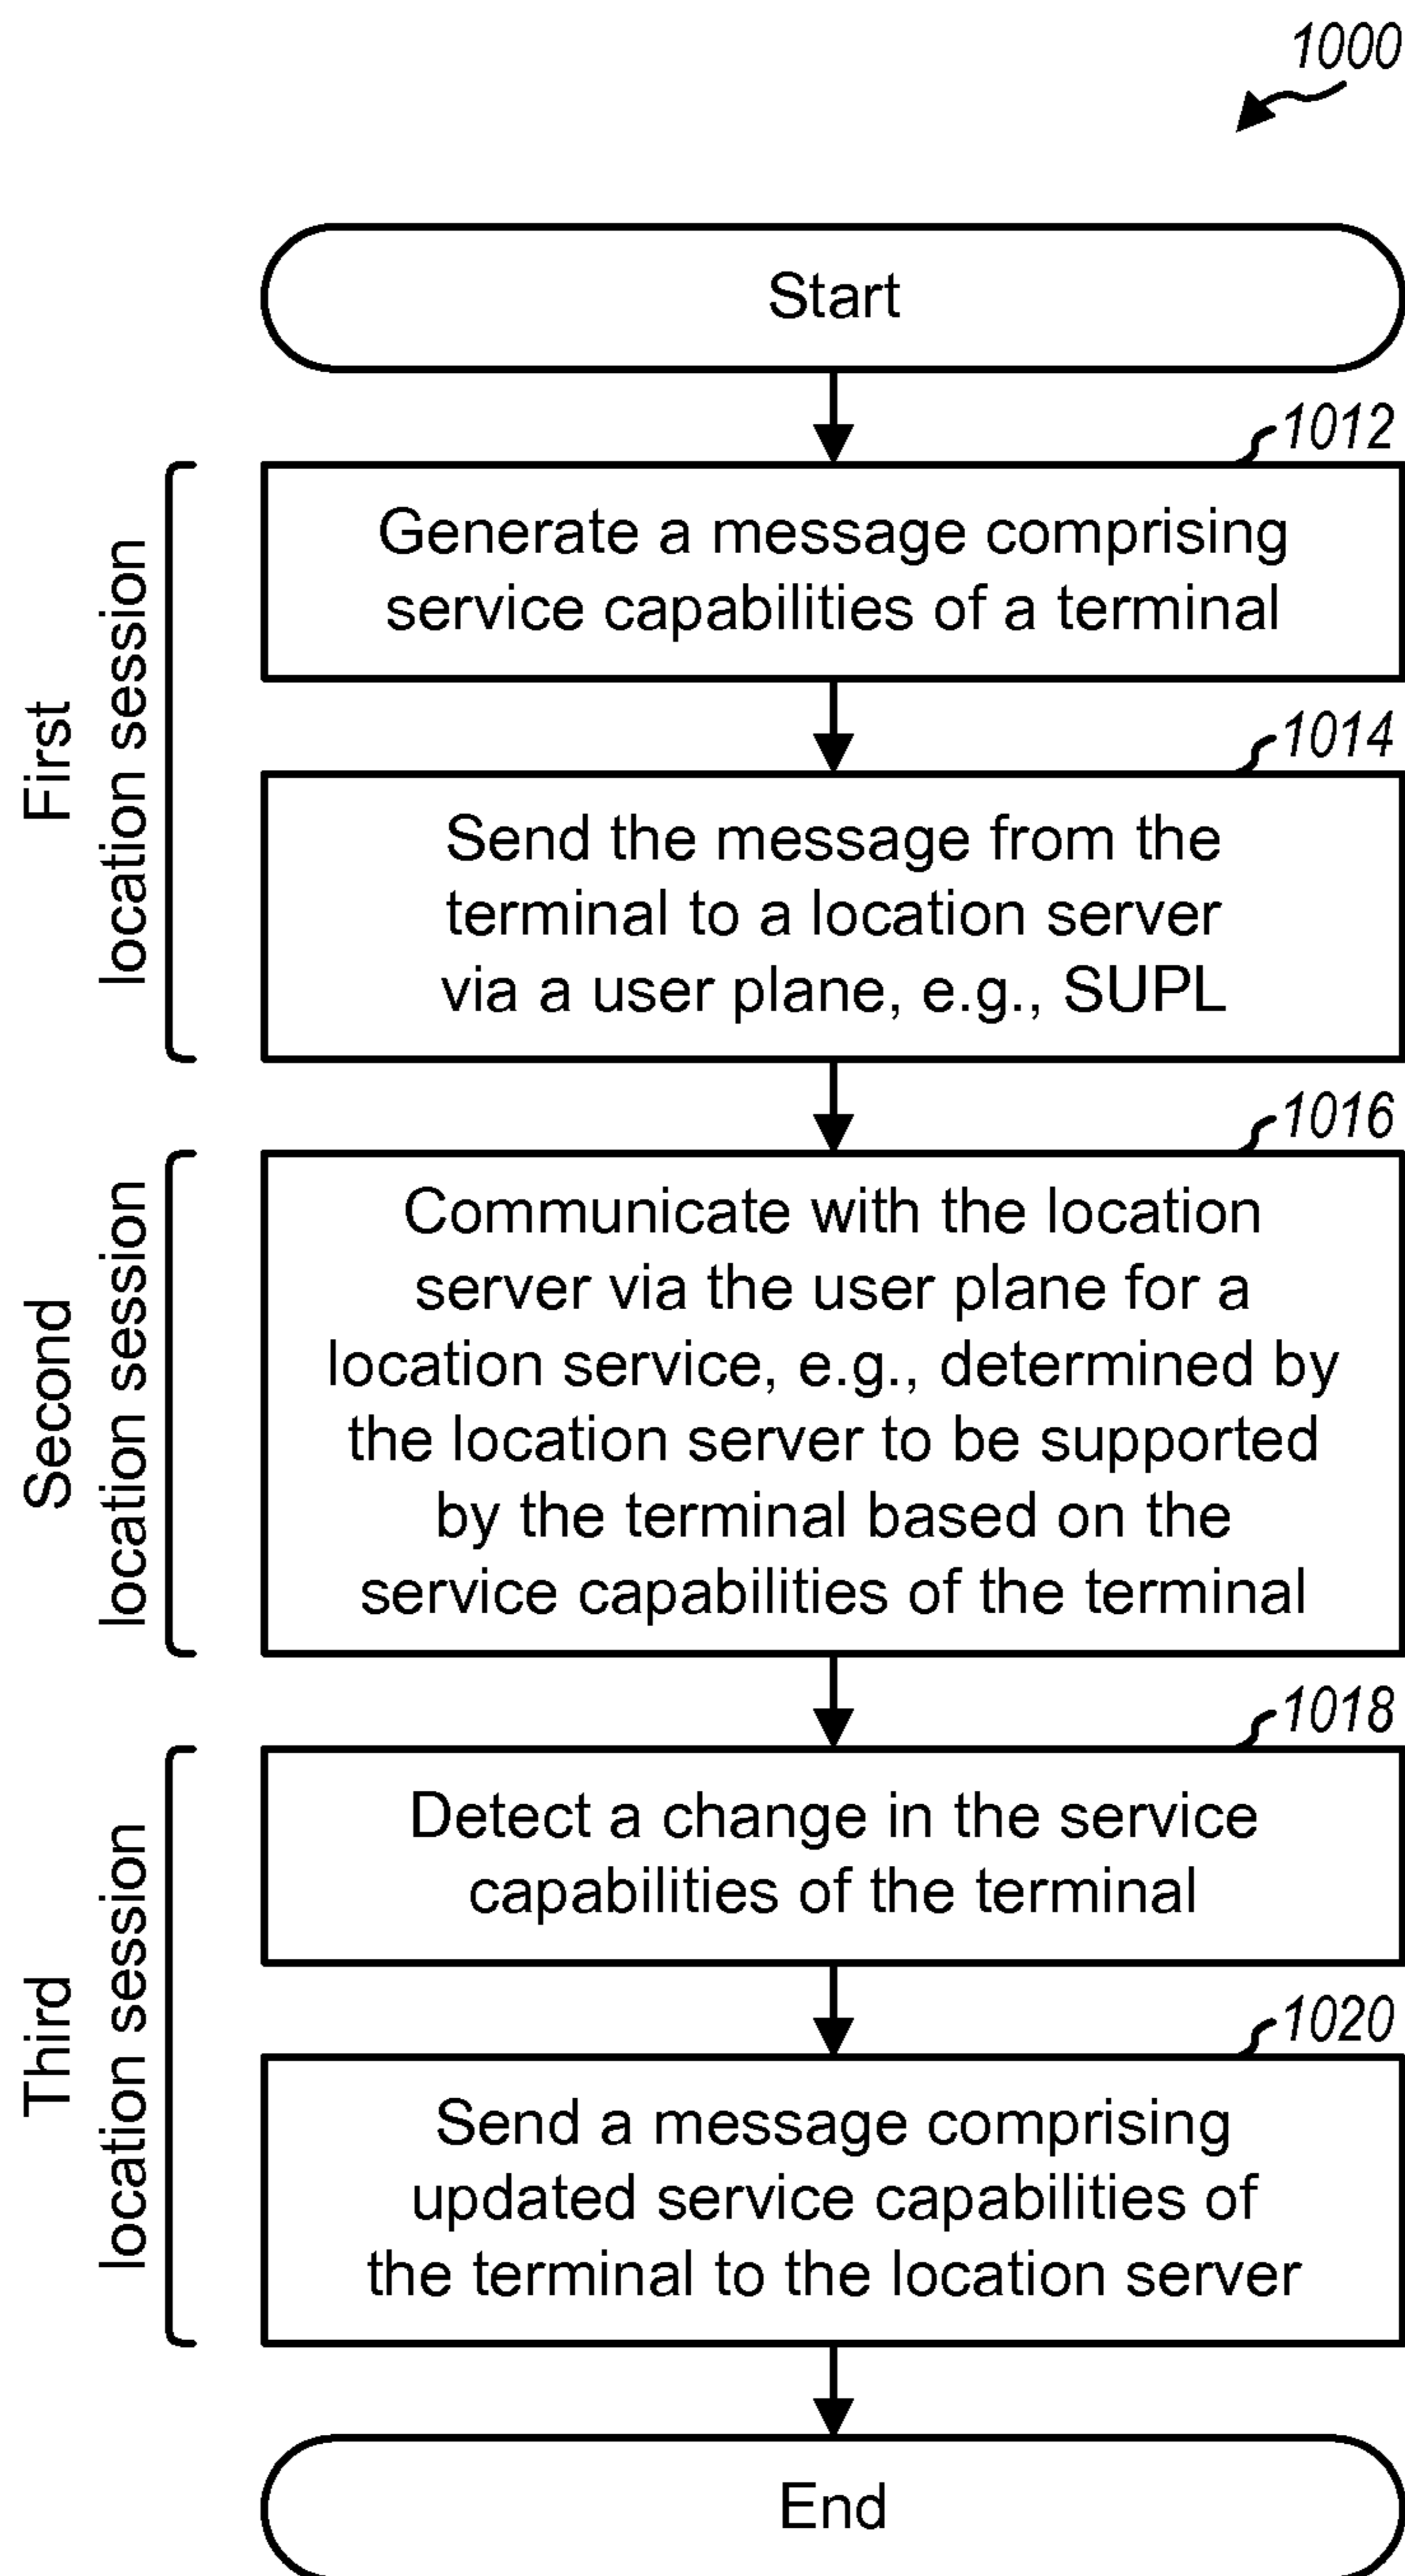 1000
Start
1012
Generate a message comprising
service capabilities of a terminal
1014
Send the message from the
terminal to a location server
via a user plane, e.g., SUPL
First
location session
1016
Communicate with the location
server via the user plane for a
location service, e.g., determined by
the location server to be supported
by the terminal based on the
service capabilities of the terminal
Second
location session
1018
Detect a change in the service
capabilities of the terminal
1020
Send a message comprising
updated service capabilities of
the terminal to the location server
Third
location session
End